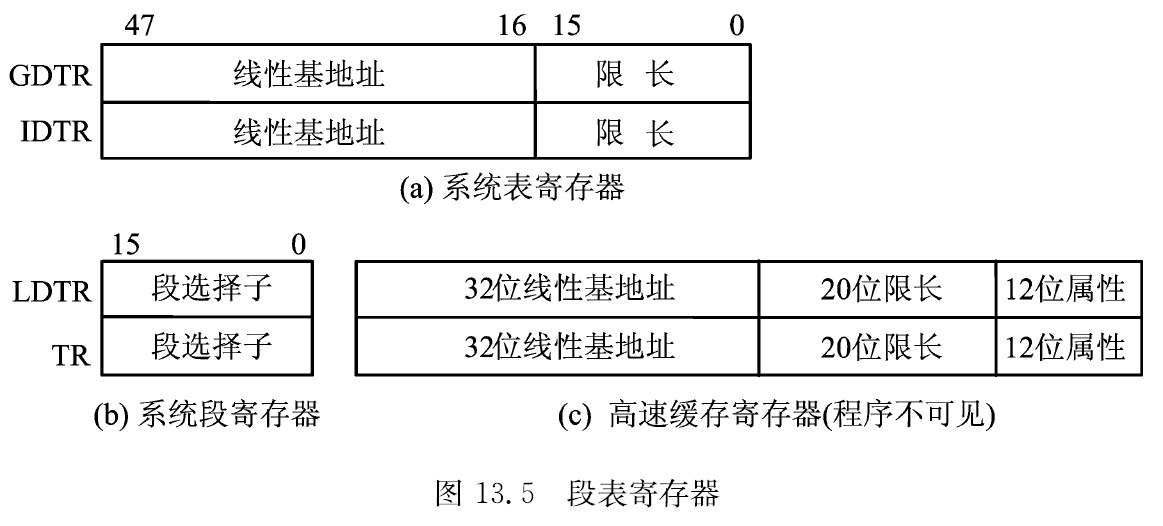 47 16 15 0
GDTR 线性基地址 限 长
IDTR 线性基地址 限 长
(a) 系统表寄存器
15 0
LDTR 段选择子 32位线性基地址 20位限长 12位属性
TR 段选择子 32位线性基地址 20位限长 12位属性
(b) 系统段寄存器 (c) 高速缓存寄存器(程序不可见)
图 13.5 段表寄存器